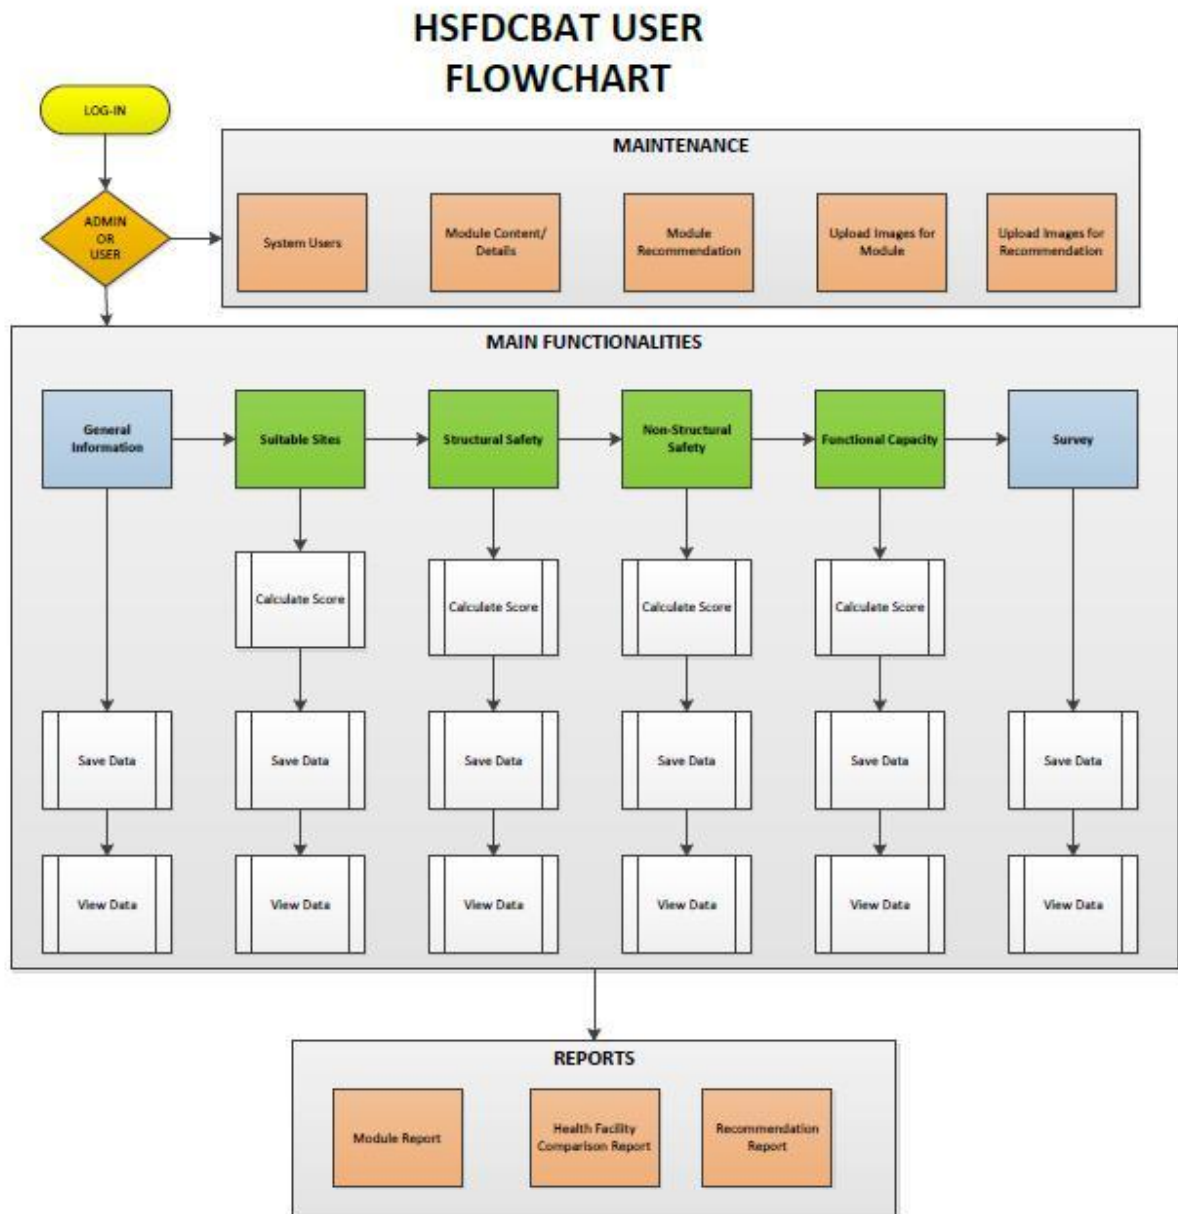 HSFDCBAT USER
FLOWCHART
LOG-IN
ADMIN
OR
USER
MAINTENANCE
System Users
Module Content/
Details
Module
Recommendation
Upload Images for
Module
Upload Images for
Recommendation
MAIN FUNCTIONALITIES
General
Information
Suitable Sites
Structural Safety
Non-Structural
Safety
Functional Capacity
Survey
Calculate Score
Calculate Score
Calculate Score
Calculate Score
Save Data
Save Data
Save Data
Save Data
Save Data
Save Data
View Data
View Data
View Data
View Data
View Data
View Data
REPORTS
Module Report
Health Facility
Comparison Report
Recommendation
Report